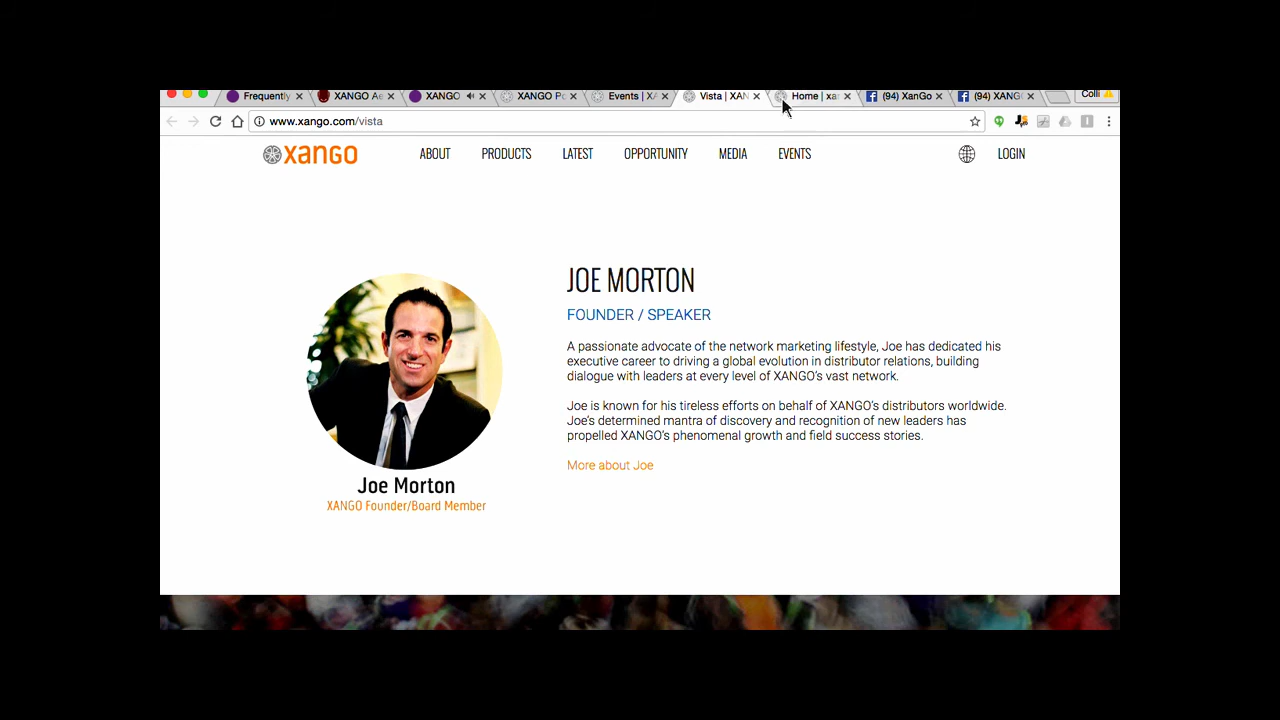 Frequently XANGO Ae XANGO XANGO Po Events | XA Vista | XAN Home | xan (94) XanGo (94) XANG Colli
www.xango.com/vista
xango ABOUT PRODUCTS LATEST OPPORTUNITY MEDIA EVENTS LOGIN
JOE MORTON
FOUNDER / SPEAKER
A passionate advocate of the network marketing lifestyle, Joe has dedicated his
executive career to driving a global evolution in distributor relations, building
dialogue with leaders at every level of XANGO's vast network.
Joe is known for his tireless efforts on behalf of XANGO's distributors worldwide.
Joe's determined mantra of discovery and recognition of new leaders has
propelled XANGO's phenomenal growth and field success stories.
More about Joe
Joe Morton
XANGO Founder/Board Member